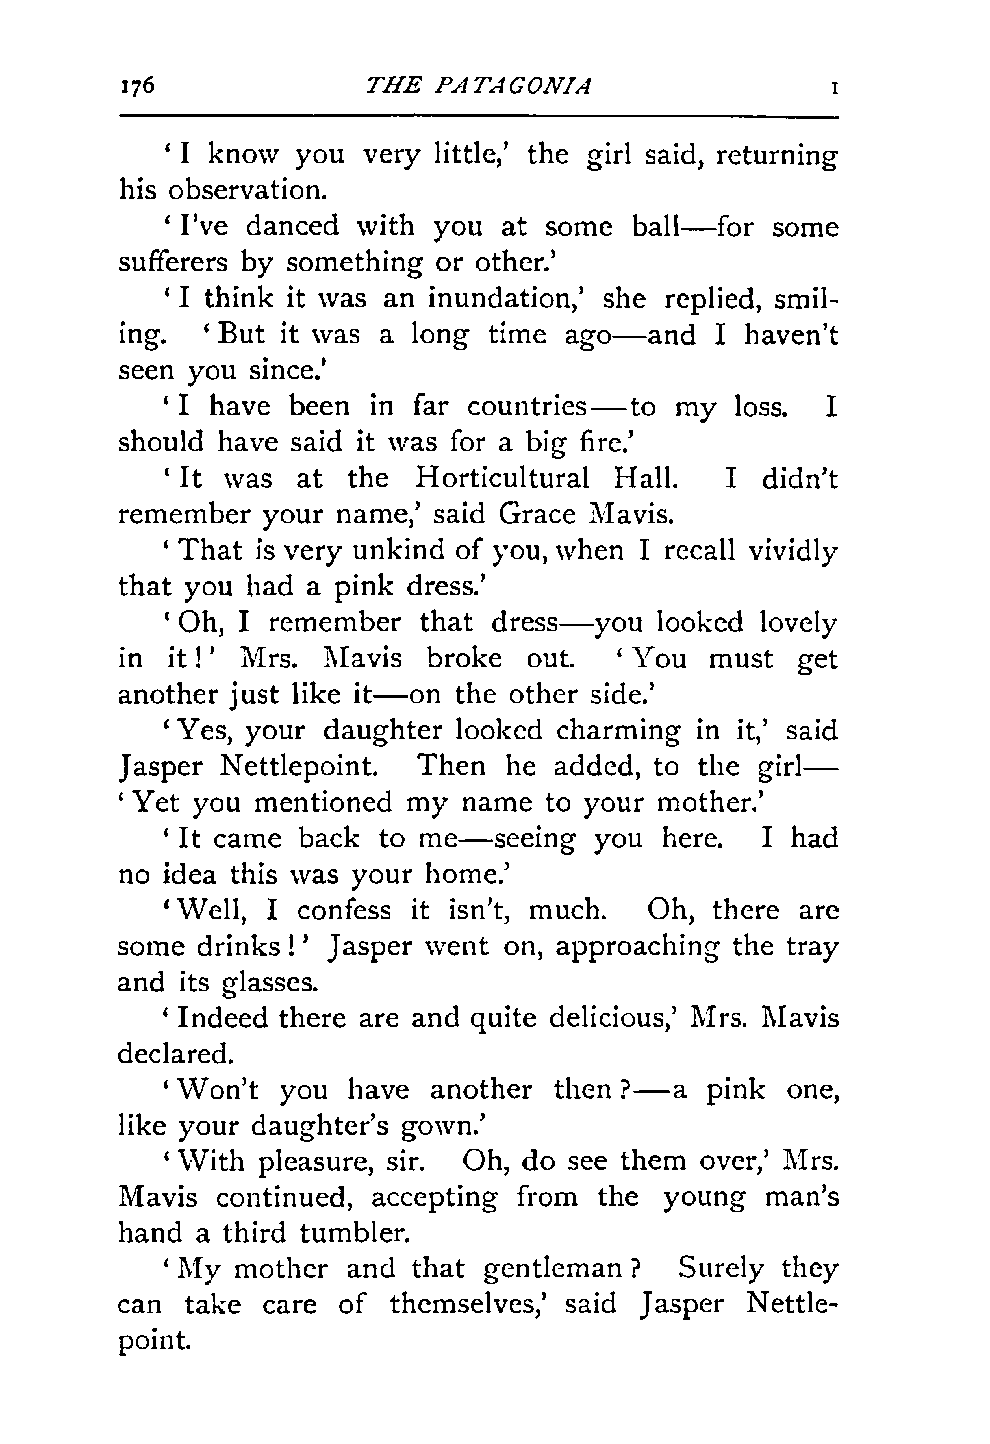 176 THE PATAGONIA I
‘I know you very little,’ the girl said, returning
his observation.
‘I've danced with you at some ball—for some
sufferers by something or other.’
‘I think it was an inundation,’ she replied, smil-
ing. ‘But it was a long time ago—and I haven't
seen you since.’
‘I have been in far countries—to my loss. I
should have said it was for a big fire.’
‘It was at the Horticultural Hall. I didn't
remember your name,’ said Grace Mavis.
‘That is very unkind of you, when I recall vividly
that you had a pink dress.’
‘Oh, I remember that dress—you looked lovely
in it!’ Mrs. Mavis broke out. ‘You must get
another just like it—on the other side.’
‘Yes, your daughter looked charming in it,’ said
Jasper Nettlepoint. Then he added, to the girl—
‘Yet you mentioned my name to your mother.’
‘It came back to me—seeing you here. I had
no idea this was your home.’
‘Well, I confess it isn't, much. Oh, there are
some drinks!’ Jasper went on, approaching the tray
and its glasses.
‘Indeed there are and quite delicious,’ Mrs. Mavis
declared.
‘Won't you have another then?—a pink one,
like your daughter's gown.’
‘With pleasure, sir. Oh, do see them over,’ Mrs.
Mavis continued, accepting from the young man's
hand a third tumbler.
‘My mother and that gentleman? Surely they
can take care of themselves,’ said Jasper Nettle-
point.